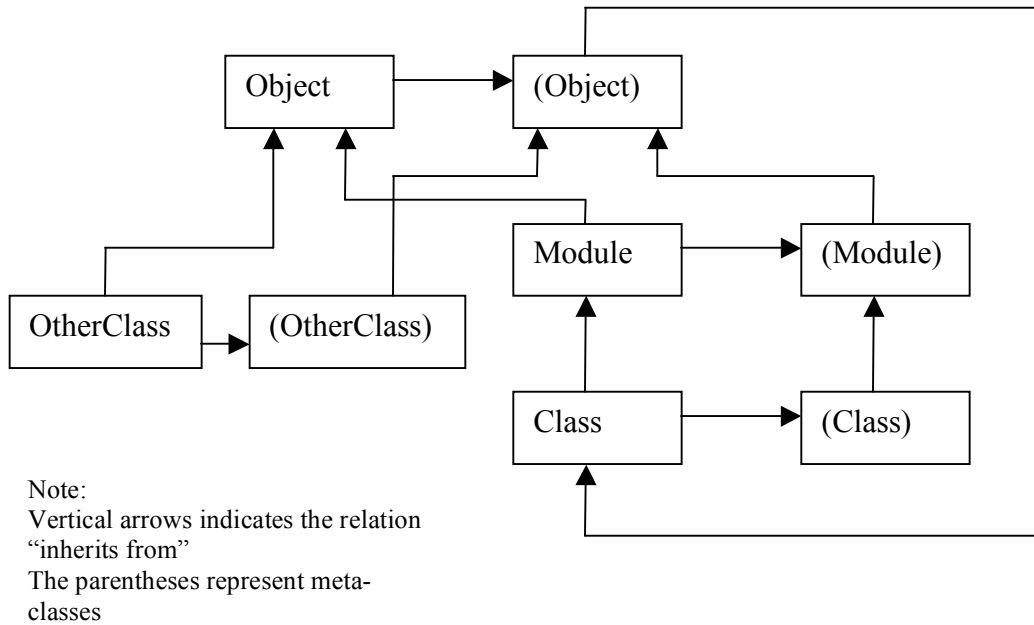 Object
(Object)
Module
(Module)
OtherClass
(OtherClass)
Class
(Class)
Note:
Vertical arrows indicates the relation
“inherits from”
The parentheses represent meta-
classes